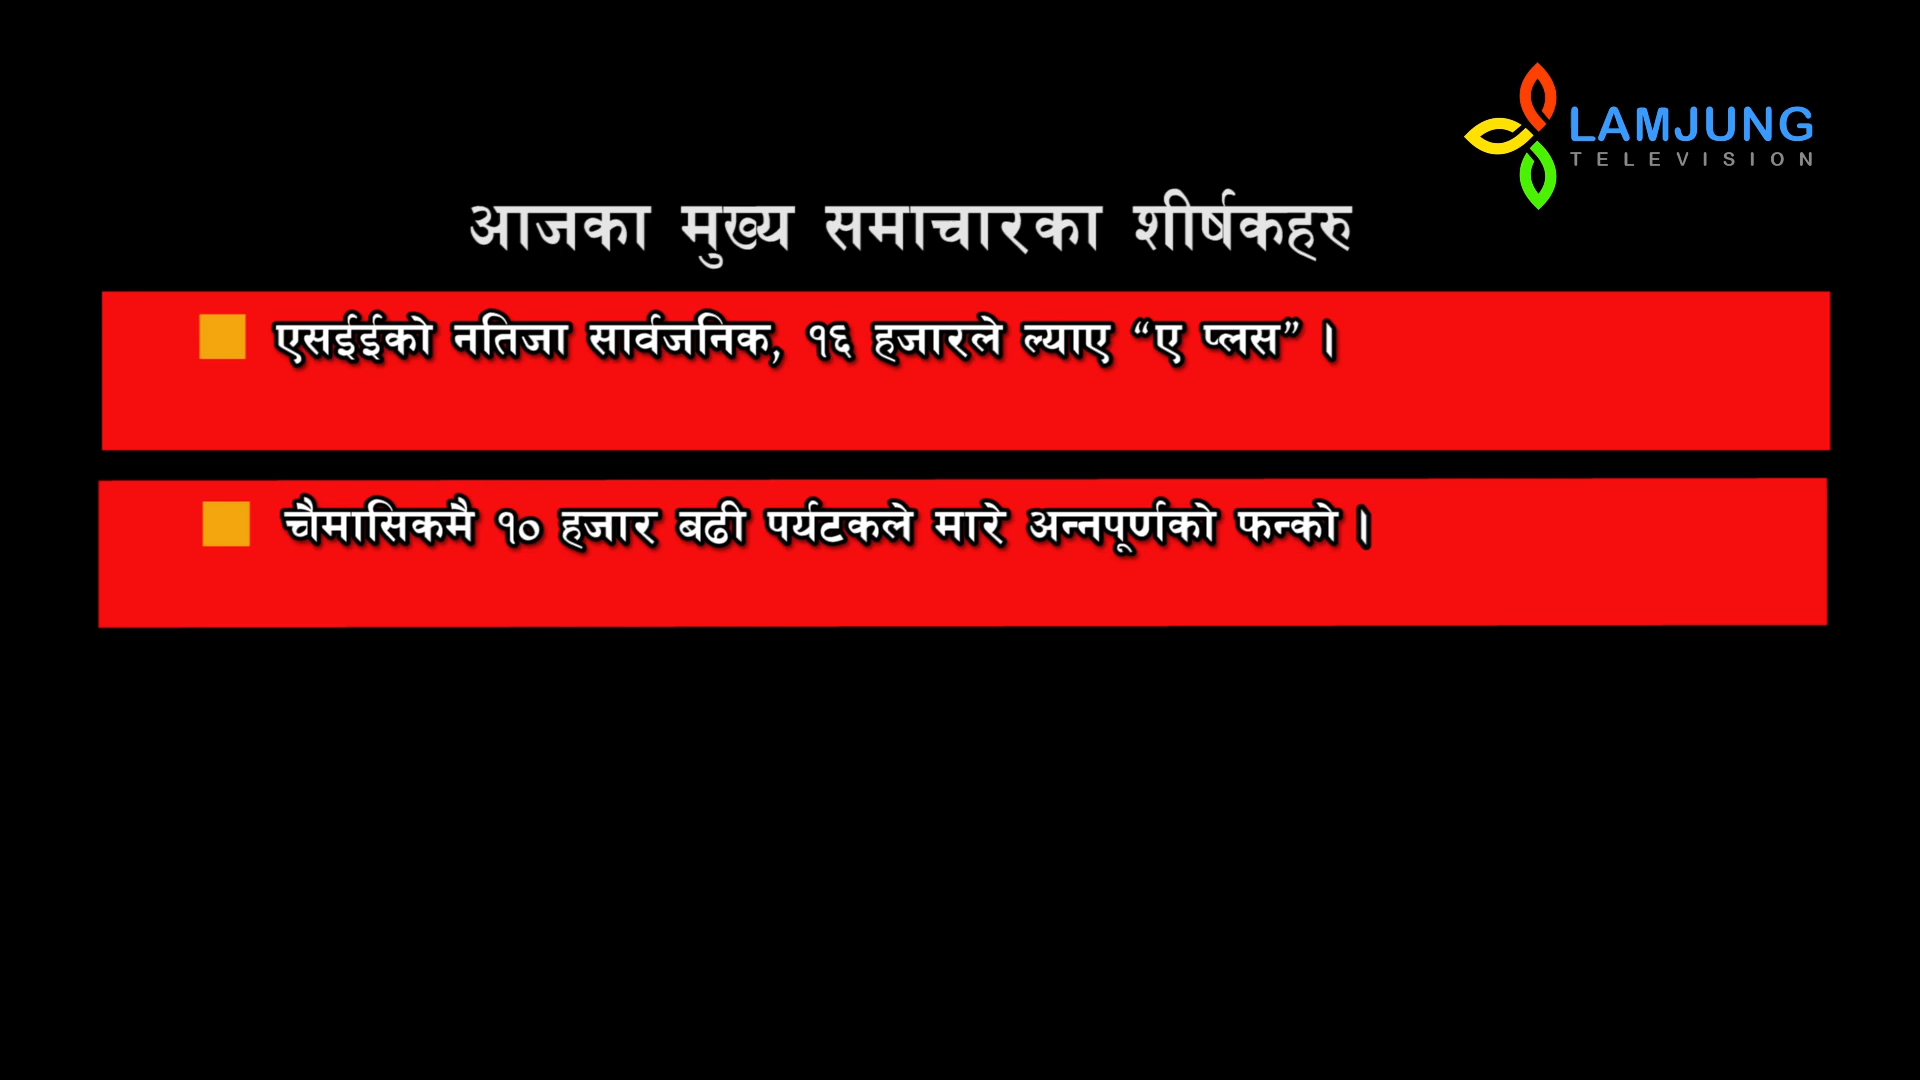 LAMJUNG
TELEVISION
आजका मुख्य समाचारका शीर्षकहरु
एसईईको नतिजा सार्वजनिक, १६ हजारले ल्याए “ए प्लस” ।
चैमासिकमै १० हजार बढी पर्यटकले मारे अन्नपूर्णको फन्को ।